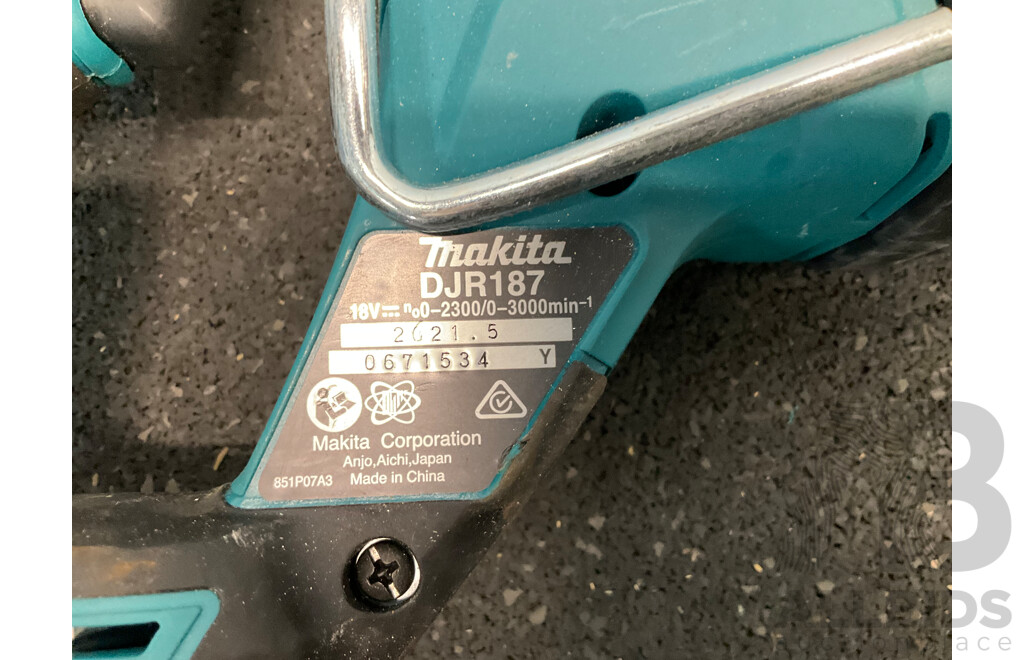 makita
DJR187
18V⎓ n₀0-2300/0-3000min⁻¹
2021.5
0671534 Y
Makita Corporation
Anjo,Aichi,Japan
851P07A3 Made in China